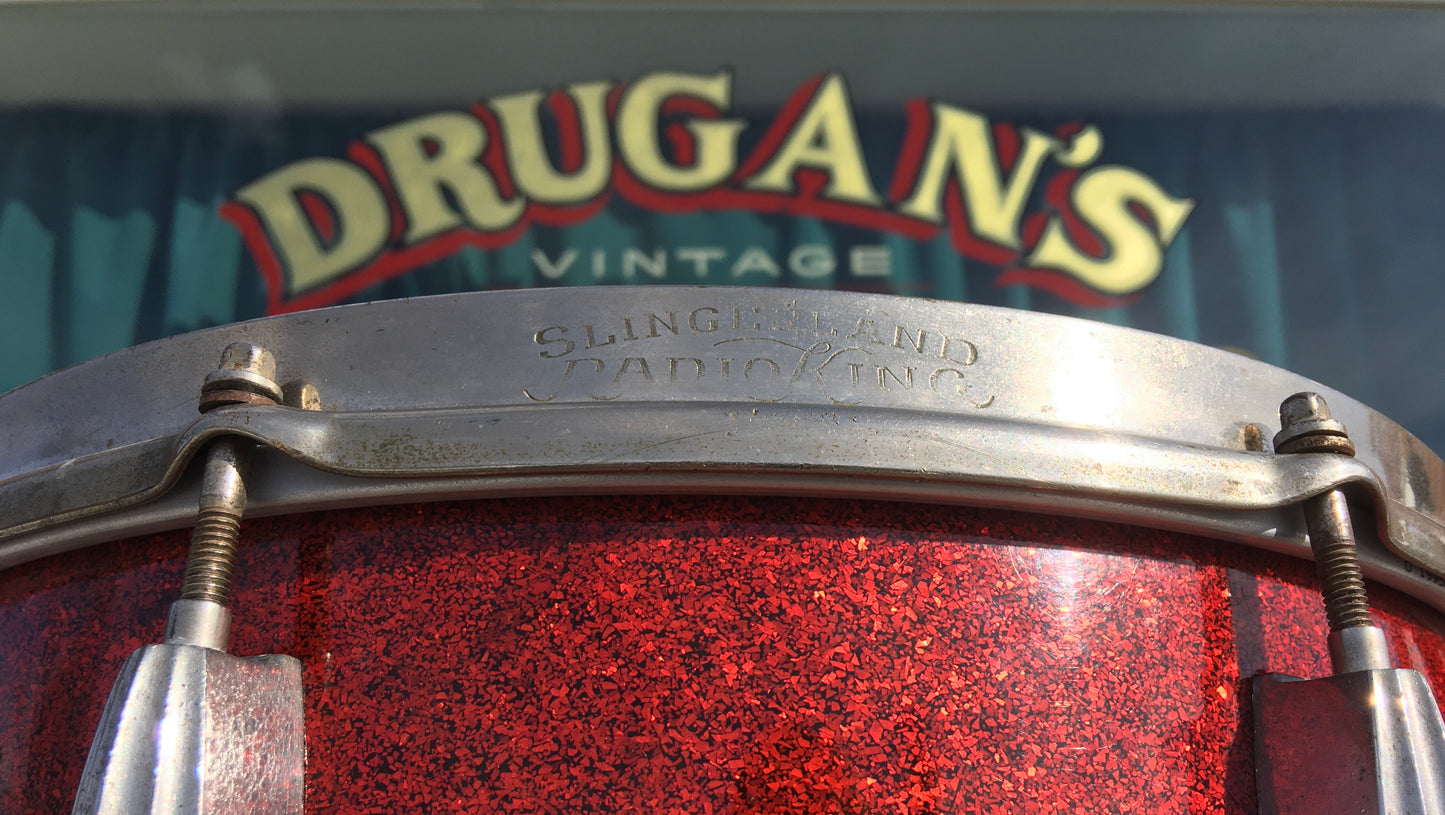 DRUGAN'S
VINTAGE
SLINGERLAND
RADIO KING